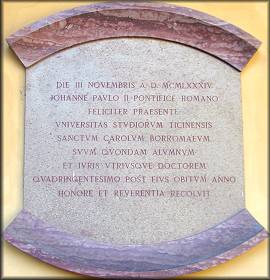 DIE III NOVEMBRIS A D MCMLXXXIV
JOHANNE PAVLO II PONTIFICE ROMANO
FELICITER PRAESENTE
VNIVERSITAS STVDIORVM TICINENSIS
SANCTVM CAROLVM BORROMAEVM
SVVM QVONDAM ALVMNVM
ET IVRIS VTRIVSQVE DOCTOREM
QVADRINGENTESIMO POST EIVS OBITVM ANNO
HONORE ET REVERENTIA RECOLVIT